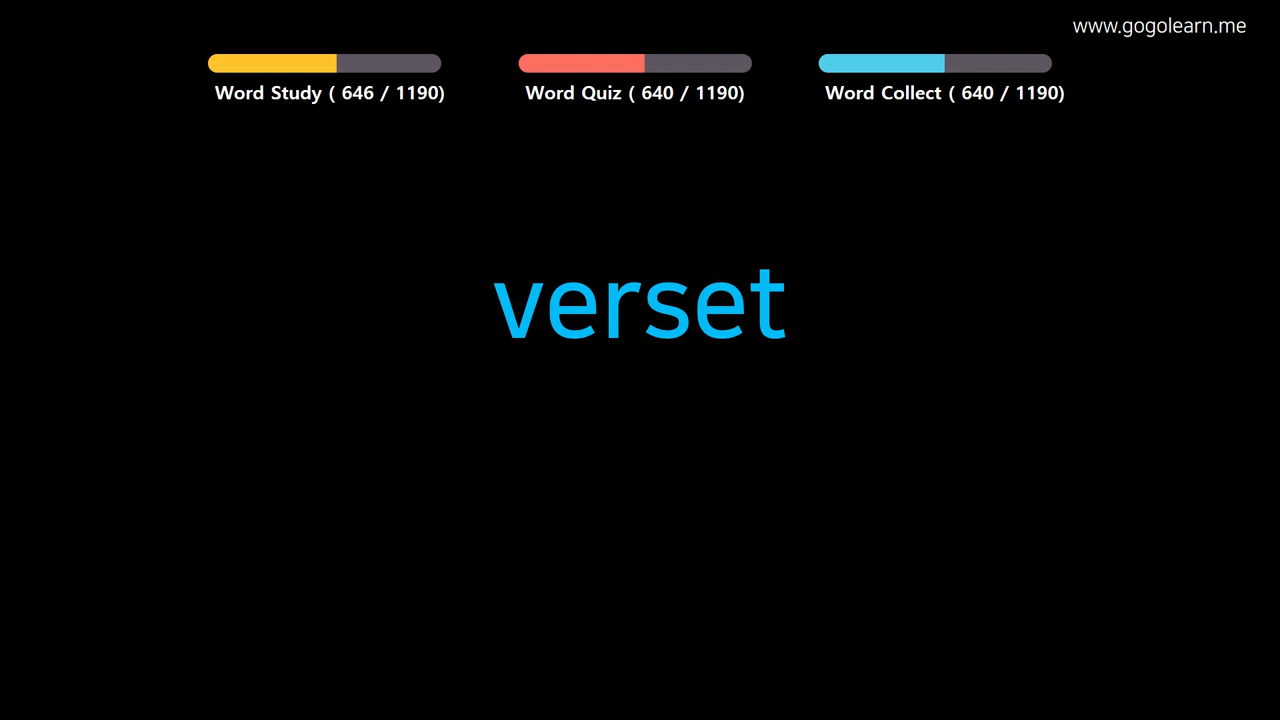 www.gogolearn.me
Word Study ( 646 / 1190)
Word Quiz ( 640 / 1190)
Word Collect ( 640 / 1190)
verset